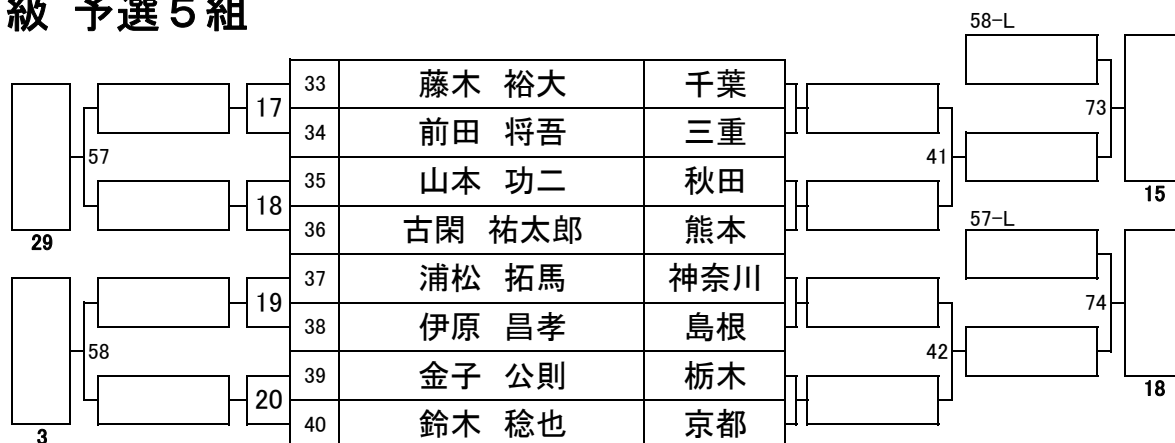 級 予選５組
58-L
33 藤木 裕大 千葉
17
73
34 前田 将吾 三重
57
41
35 山本 功二 秋田
18
15
36 古閑 祐太郎 熊本
57-L
29
37 浦松 拓馬 神奈川
19
74
38 伊原 昌孝 島根
58
42
39 金子 公則 栃木
20
18
40 鈴木 稔也 京都
3